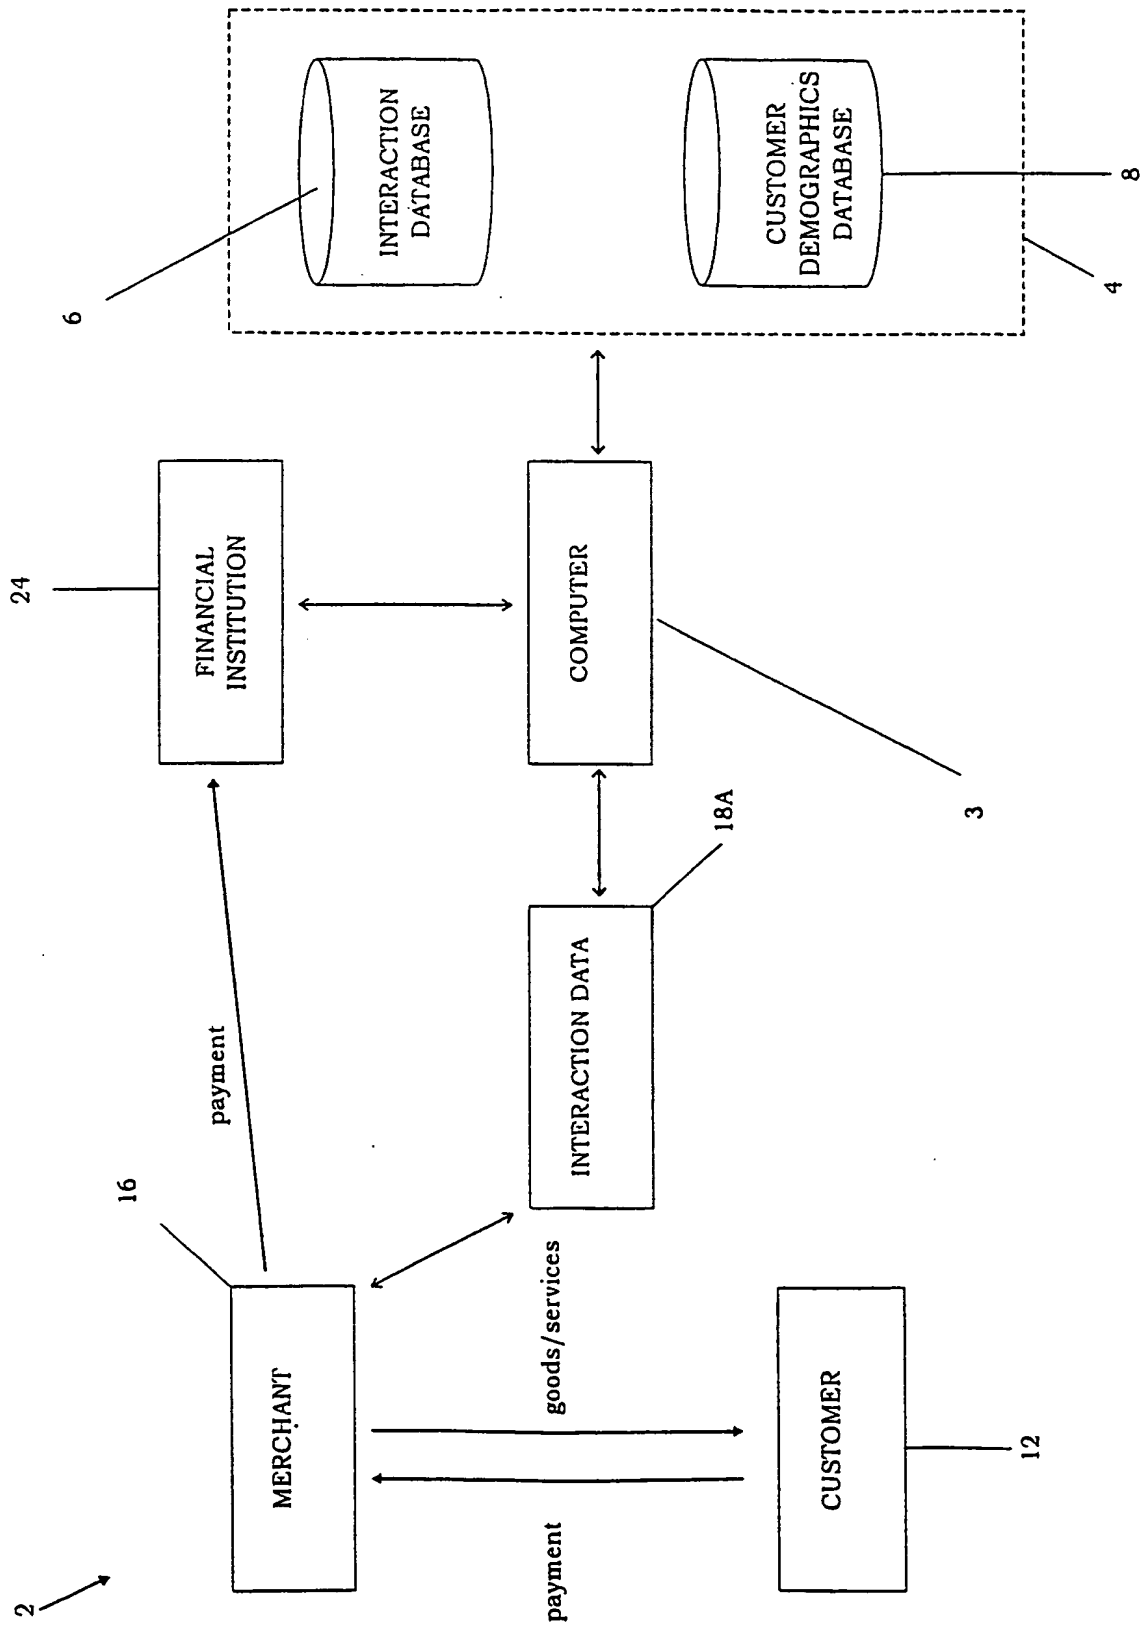 2
MERCHANT
16
payment
FINANCIAL
INSTITUTION
24
6
INTERACTION
DATABASE
payment
goods/services
INTERACTION DATA
18A
COMPUTER
3
CUSTOMER
DEMOGRAPHICS
DATABASE
8
4
CUSTOMER
12